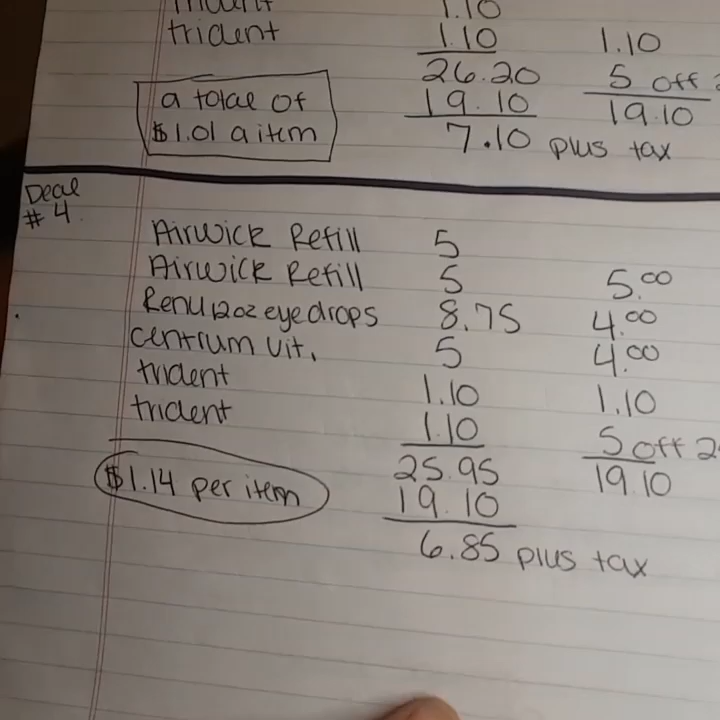 1.10
trident 1.10 1.10
26.20 5 off
a total of 19.10 19.10
$1.01 a item 7.10 plus tax
Deal
#4
Airwick Refill 5
Airwick Refill 5 5.00
Renu 12oz eye drops 8.75 4.00
centrum vit. 5 4.00
trident 1.10 1.10
trident 1.10 5 off
25.95 19.10
$1.14 per item 19.10
6.85 plus tax